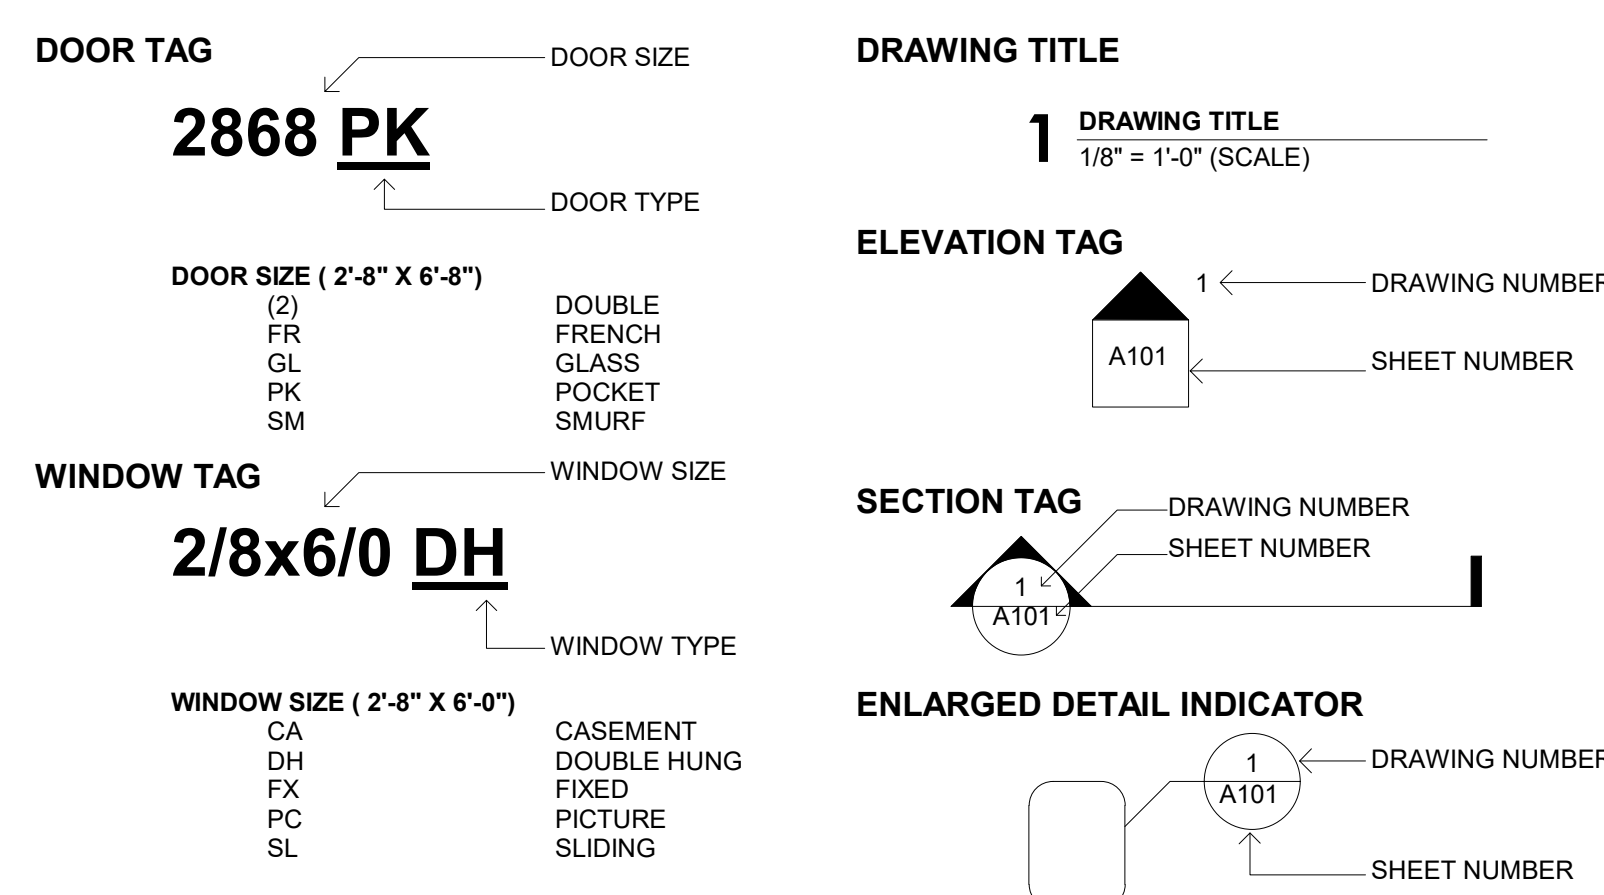 DOOR TAG
DOOR SIZE
2868 PK
DOOR TYPE
DOOR SIZE ( 2'-8" X 6'-8")
(2) DOUBLE
FR FRENCH
GL GLASS
PK POCKET
SM SMURF
WINDOW TAG
WINDOW SIZE
2/8x6/0 DH
WINDOW TYPE
WINDOW SIZE ( 2'-8" X 6'-0")
CA CASEMENT
DH DOUBLE HUNG
FX FIXED
PC PICTURE
SL SLIDING
DRAWING TITLE
1 DRAWING TITLE
1/8" = 1'-0" (SCALE)
ELEVATION TAG
1 DRAWING NUMBER
A101 SHEET NUMBER
SECTION TAG
DRAWING NUMBER
SHEET NUMBER
1
A101
ENLARGED DETAIL INDICATOR
1 DRAWING NUMBER
A101
SHEET NUMBER